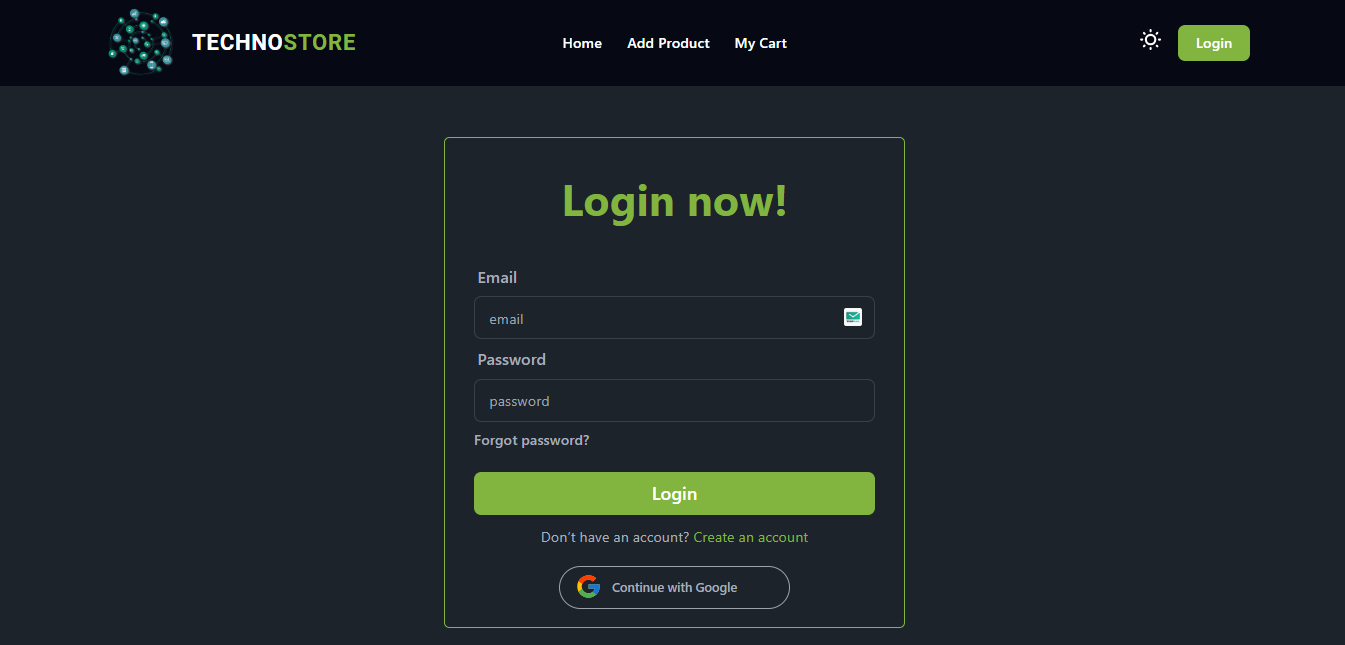 TECHNOSTORE
Home Add Product My Cart
Login
Login now!
Email
email
Password
password
Forgot password?
Login
Don't have an account? Create an account
Continue with Google